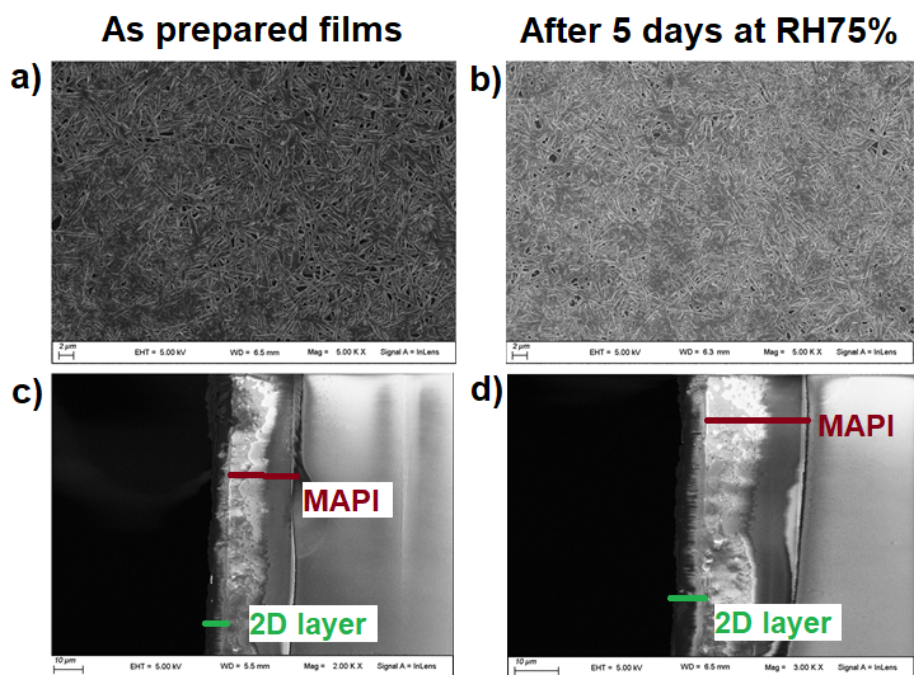 As prepared films
After 5 days at RH75%
a)
b)
2 µm EHT = 5.00 kV WD = 6.5 mm Mag = 5.00 K X Signal A = InLens
2 µm EHT = 5.00 kV WD = 6.3 mm Mag = 5.00 K X Signal A = InLens
c)
d)
MAPI
MAPI
2D layer
2D layer
10 µm EHT = 5.00 kV WD = 5.5 mm Mag = 2.00 K X Signal A = InLens
10 µm EHT = 5.00 kV WD = 6.5 mm Mag = 3.00 K X Signal A = InLens